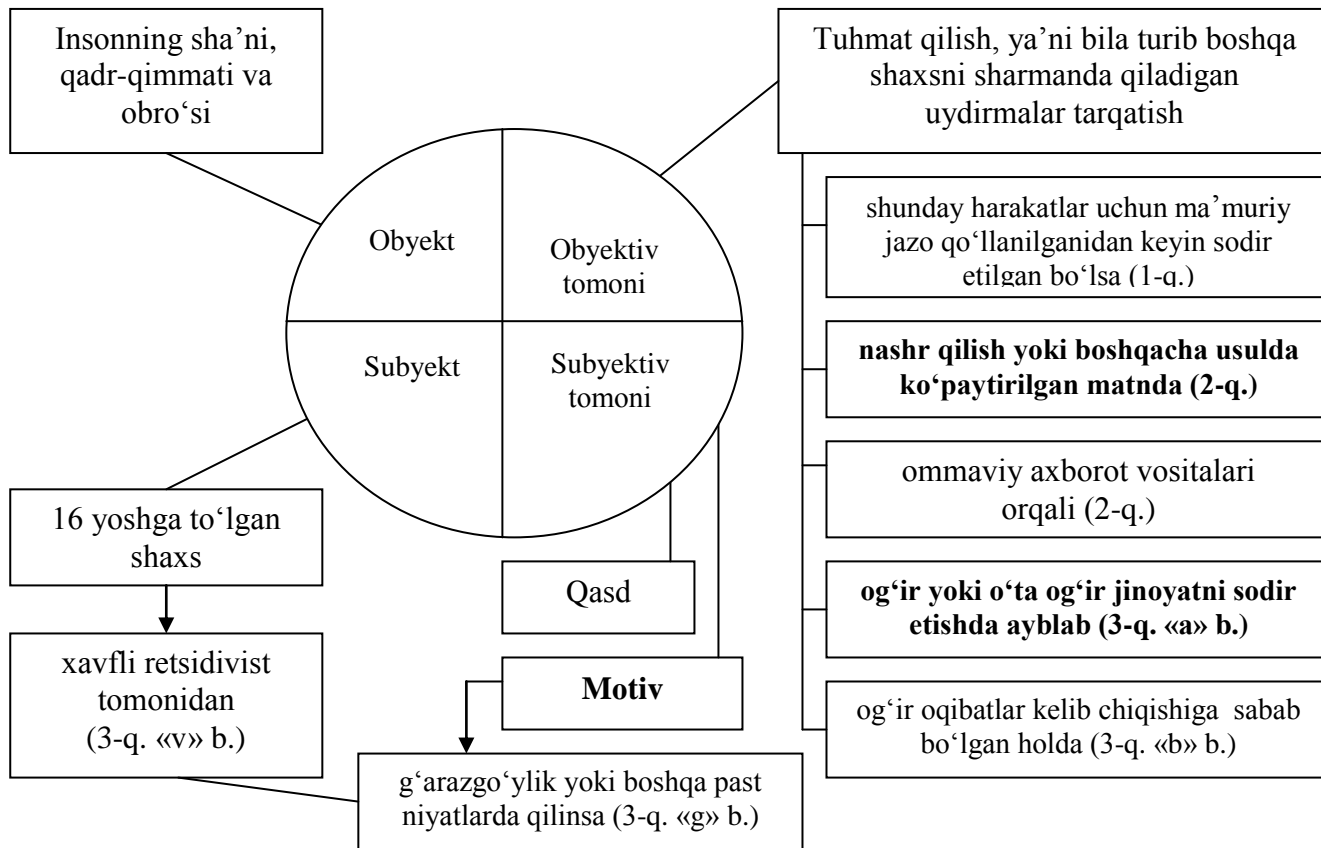 Insonning sha’ni,
qadr-qimmati va
obro‘si
Tuhmat qilish, ya’ni bila turib boshqa
shaxsni sharmanda qiladigan
uydirmalar tarqatish
Obyekt
Obyektiv
tomoni
Subyekt
Subyektiv
tomoni
shunday harakatlar uchun ma’muriy
jazo qo‘llanilganidan keyin sodir
etilgan bo‘lsa (1-q.)
nashr qilish yoki boshqacha usulda
ko‘paytirilgan matnda (2-q.)
ommaviy axborot vositalari
orqali (2-q.)
og‘ir yoki o‘ta og‘ir jinoyatni sodir
etishda ayblab (3-q. «a» b.)
og‘ir oqibatlar kelib chiqishiga sabab
bo‘lgan holda (3-q. «b» b.)
16 yoshga to‘lgan
shaxs
xavfli retsidivist
tomonidan
(3-q. «v» b.)
Qasd
Motiv
g‘arazgo‘ylik yoki boshqa past
niyatlarda qilinsa (3-q. «g» b.)